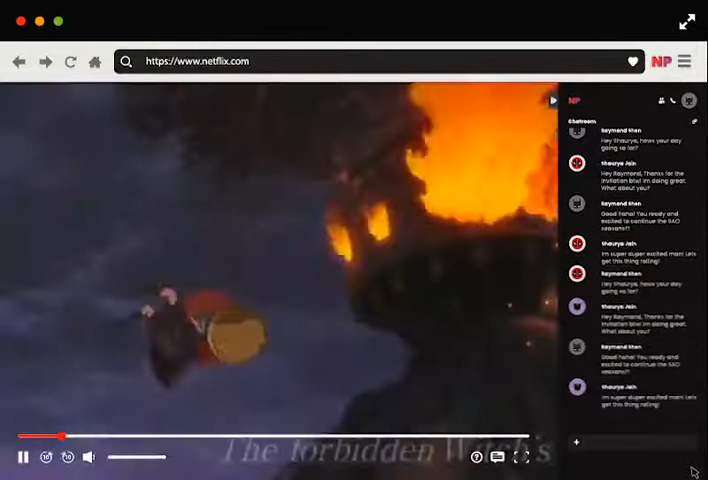 https://www.netflix.com
NP
NP
Chatroom
Raymond Shen
Hey Shaurya, hows your day
going so far?
Shaurya Jain
Hey Raymond, Thanks for the
invitation btw! Im doing great.
What about you?
Raymond Shen
Good haha! You ready and
excited to continue the SAO
seasons?!
Shaurya Jain
Im super duper excited man! Lets
get this thing rolling!
Raymond Shen
Hey Shaurya, hows your day
going so far?
Shaurya Jain
Hey Raymond, Thanks for the
invitation btw! Im doing great.
What about you?
Raymond Shen
Good haha! You ready and
excited to continue the SAO
seasons?!
Shaurya Jain
Im super duper excited man! Lets
get this thing rolling!
The forbidden Witch's